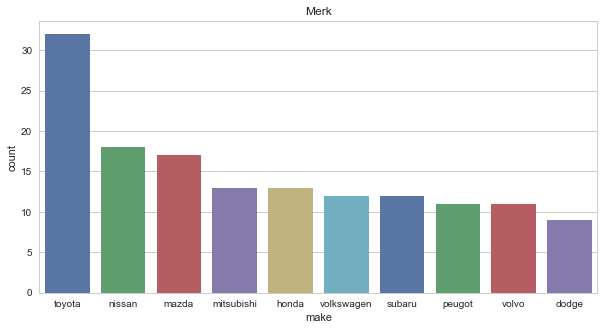 Merk
count
30
25
20
15
10
5
0
toyota nissan mazda mitsubishi honda volkswagen subaru peugot volvo dodge
make